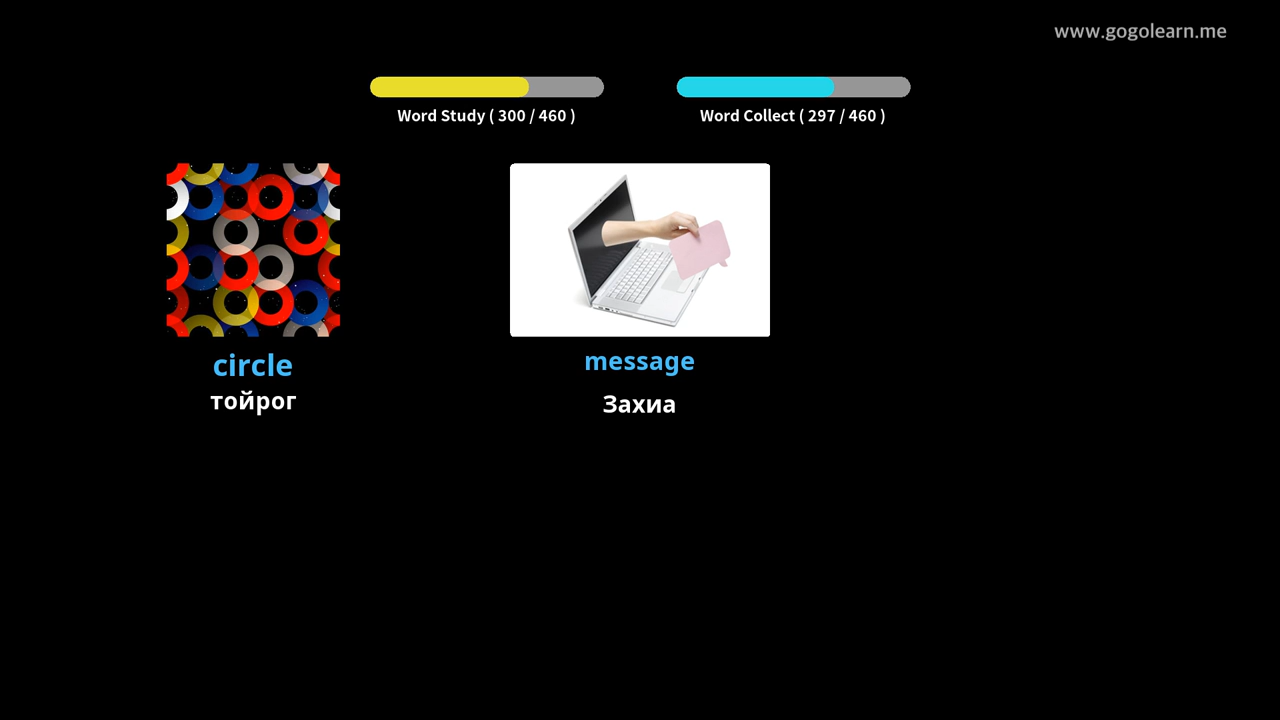 www.gogolearn.me
Word Study ( 300 / 460 )
Word Collect ( 297 / 460 )
circle
тойрог
message
Захиа